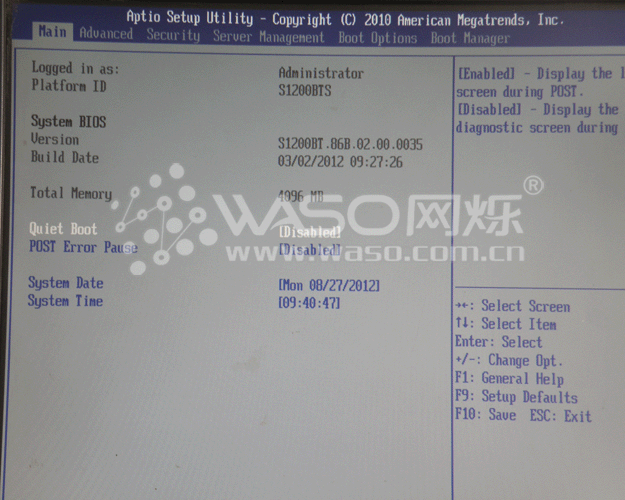 Aptio Setup Utility - Copyright (C) 2010 American Megatrends, Inc.
Main Advanced Security Server Management Boot Options Boot Manager
Logged in as: Administrator
Platform ID S1200BTS
System BIOS
Version S1200BT.86B.02.00.0035
Build Date 03/02/2012 09:27:26
Total Memory 4096 MB
Quiet Boot [Disabled]
POST Error Pause [Disabled]
System Date [Mon 08/27/2012]
System Time [09:40:47]
[Enabled] - Display the l
screen during POST.
[Disabled] - Display the
diagnostic screen during
→←: Select Screen
↑↓: Select Item
Enter: Select
+/-: Change Opt.
F1: General Help
F9: Setup Defaults
F10: Save ESC: Exit
WASO网烁®
www.waso.com.cn